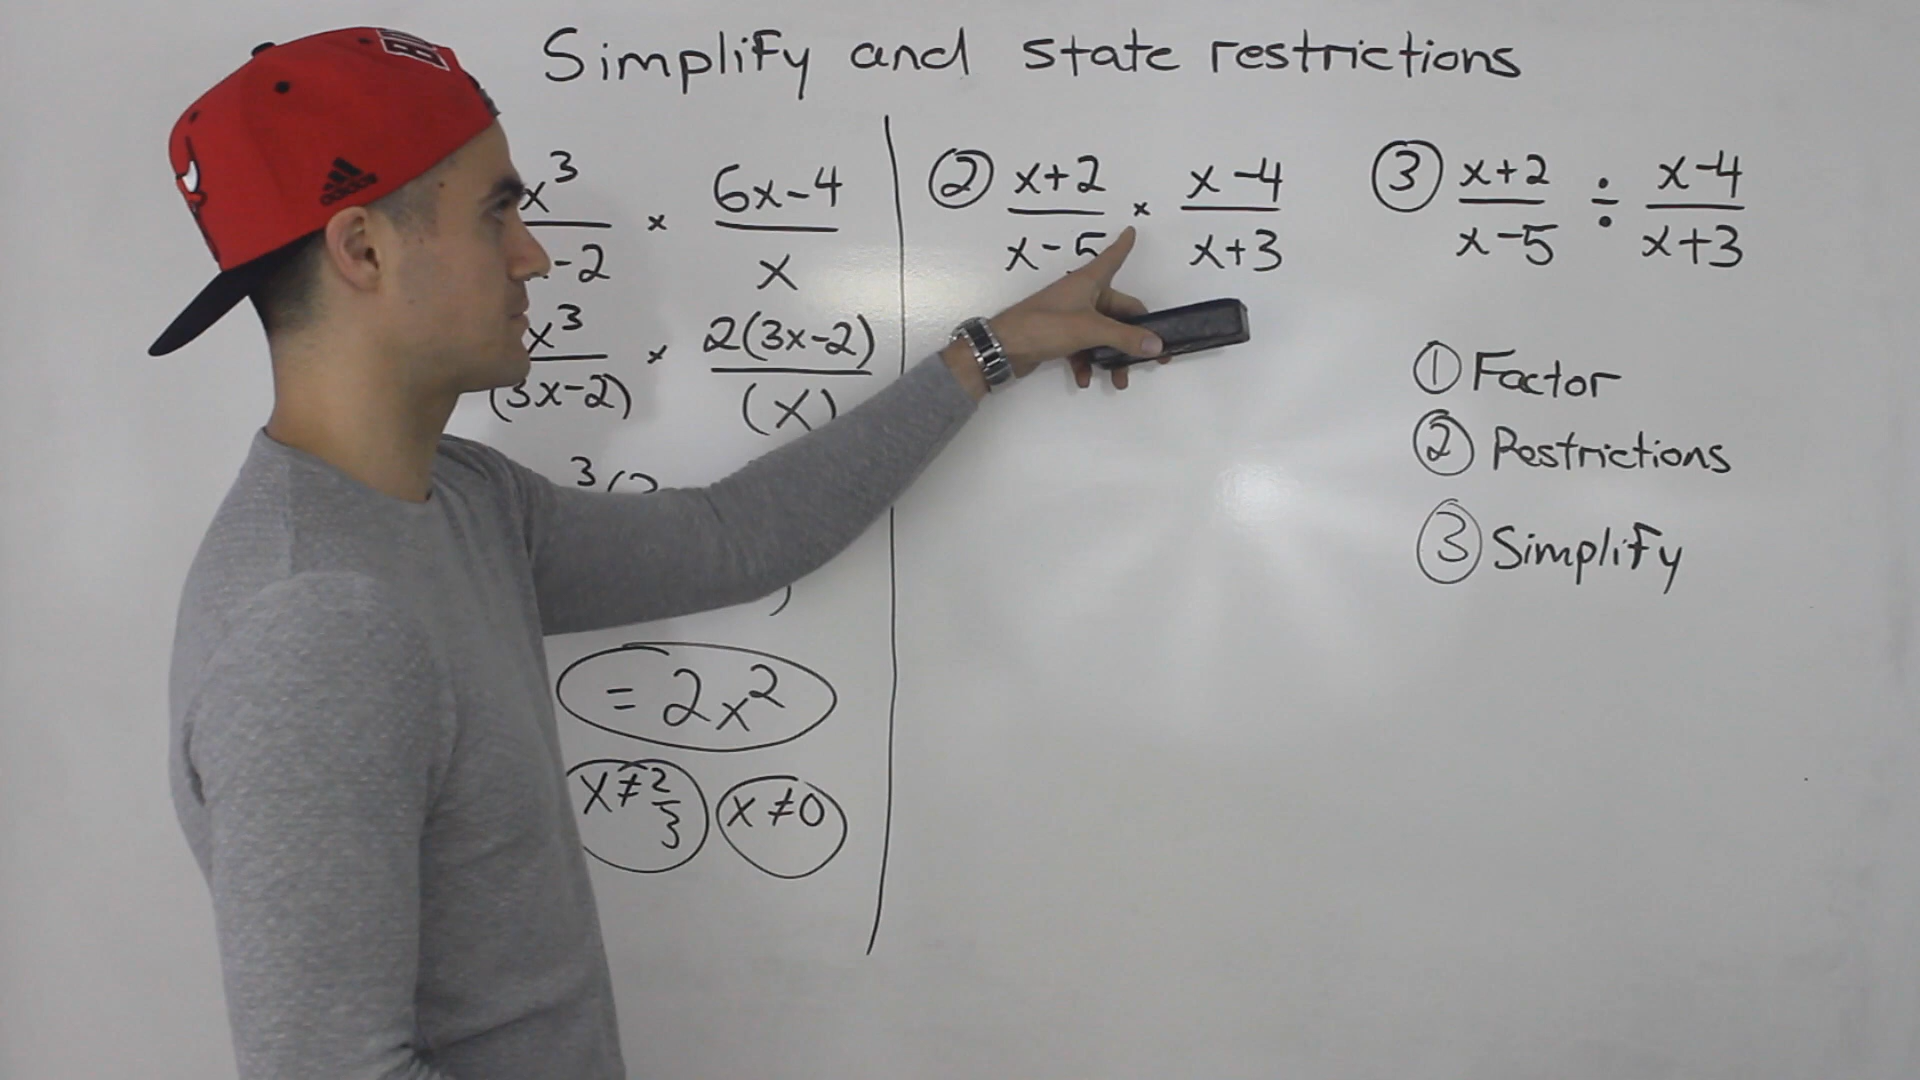 Simplify and state restrictions
x³/-2 × 6x-4/x
x³/(3x-2) × 2(3x-2)/(x)
= 2x²
x≠2/3 x≠0
② x+2/x-5 × x-4/x+3
③ x+2/x-5 ÷ x-4/x+3
① Factor
② Restrictions
③ Simplify
adidas